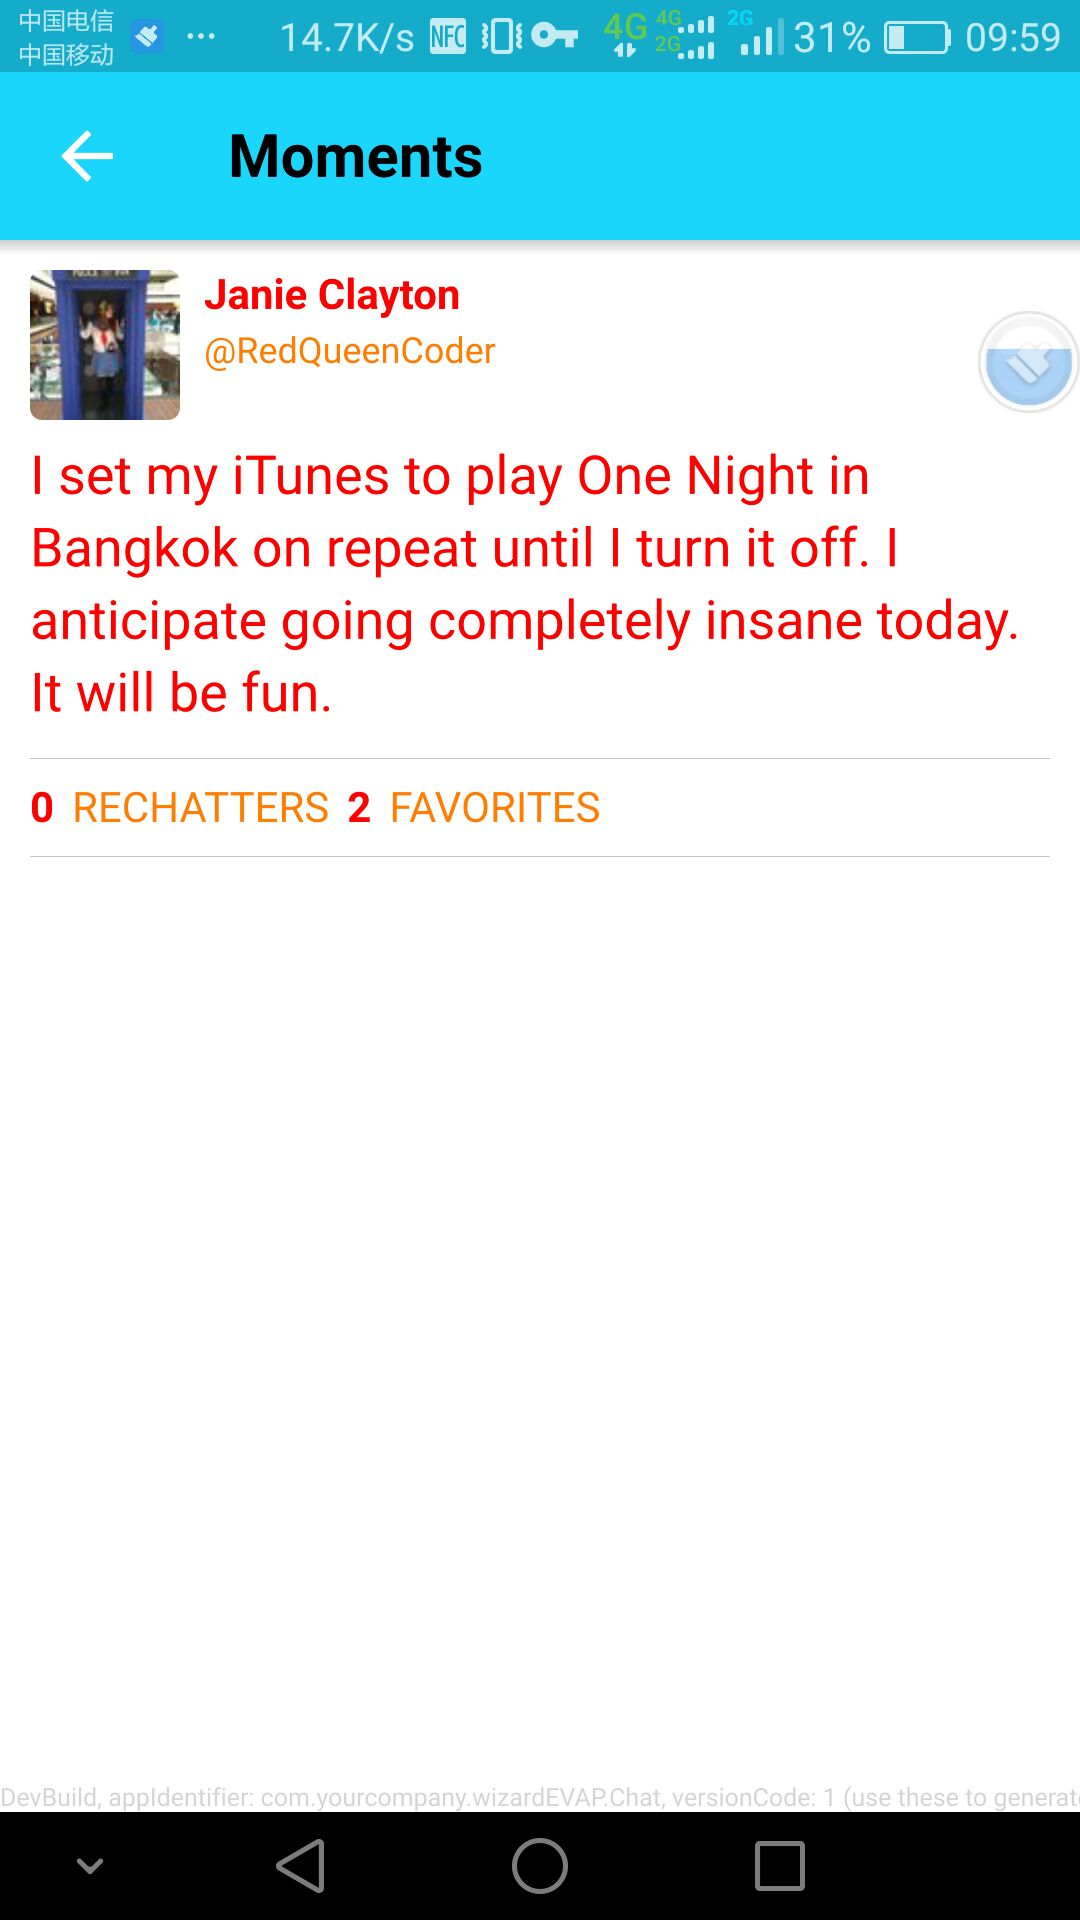 中国电信
中国移动
14.7K/s NFC 4G 4G 2G 2G 31% 09:59
Moments
Janie Clayton
@RedQueenCoder
I set my iTunes to play One Night in
Bangkok on repeat until I turn it off. I
anticipate going completely insane today.
It will be fun.
0 RECHATTERS 2 FAVORITES
DevBuild, appIdentifier: com.yourcompany.wizardEVAP.Chat, versionCode: 1 (use these to generat